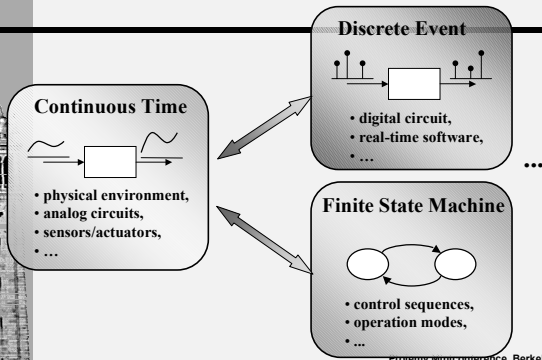 Continuous Time
• physical environment,
• analog circuits,
• sensors/actuators,
• …
Discrete Event
• digital circuit,
• real-time software,
• …
...
Finite State Machine
• control sequences,
• operation modes,
• ...